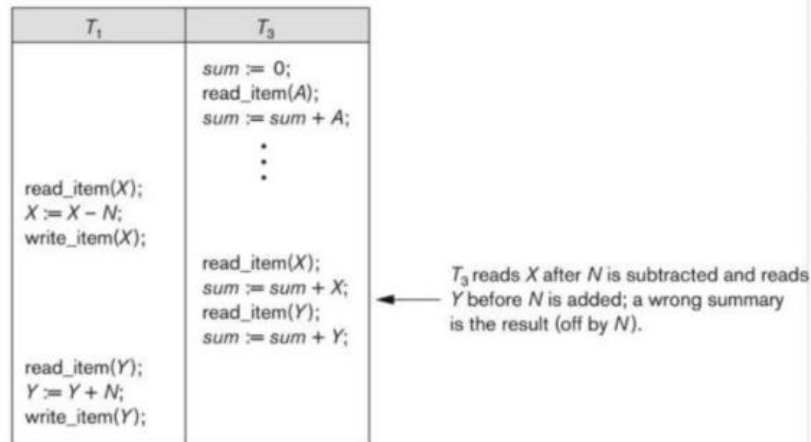 T₁ T₃
sum := 0;
read_item(A);
sum := sum + A;
read_item(X);
X := X – N;
write_item(X);
read_item(X);
sum := sum + X;
read_item(Y);
sum := sum + Y;
T₃ reads X after N is subtracted and reads
Y before N is added; a wrong summary
is the result (off by N).
read_item(Y);
Y := Y + N;
write_item(Y);